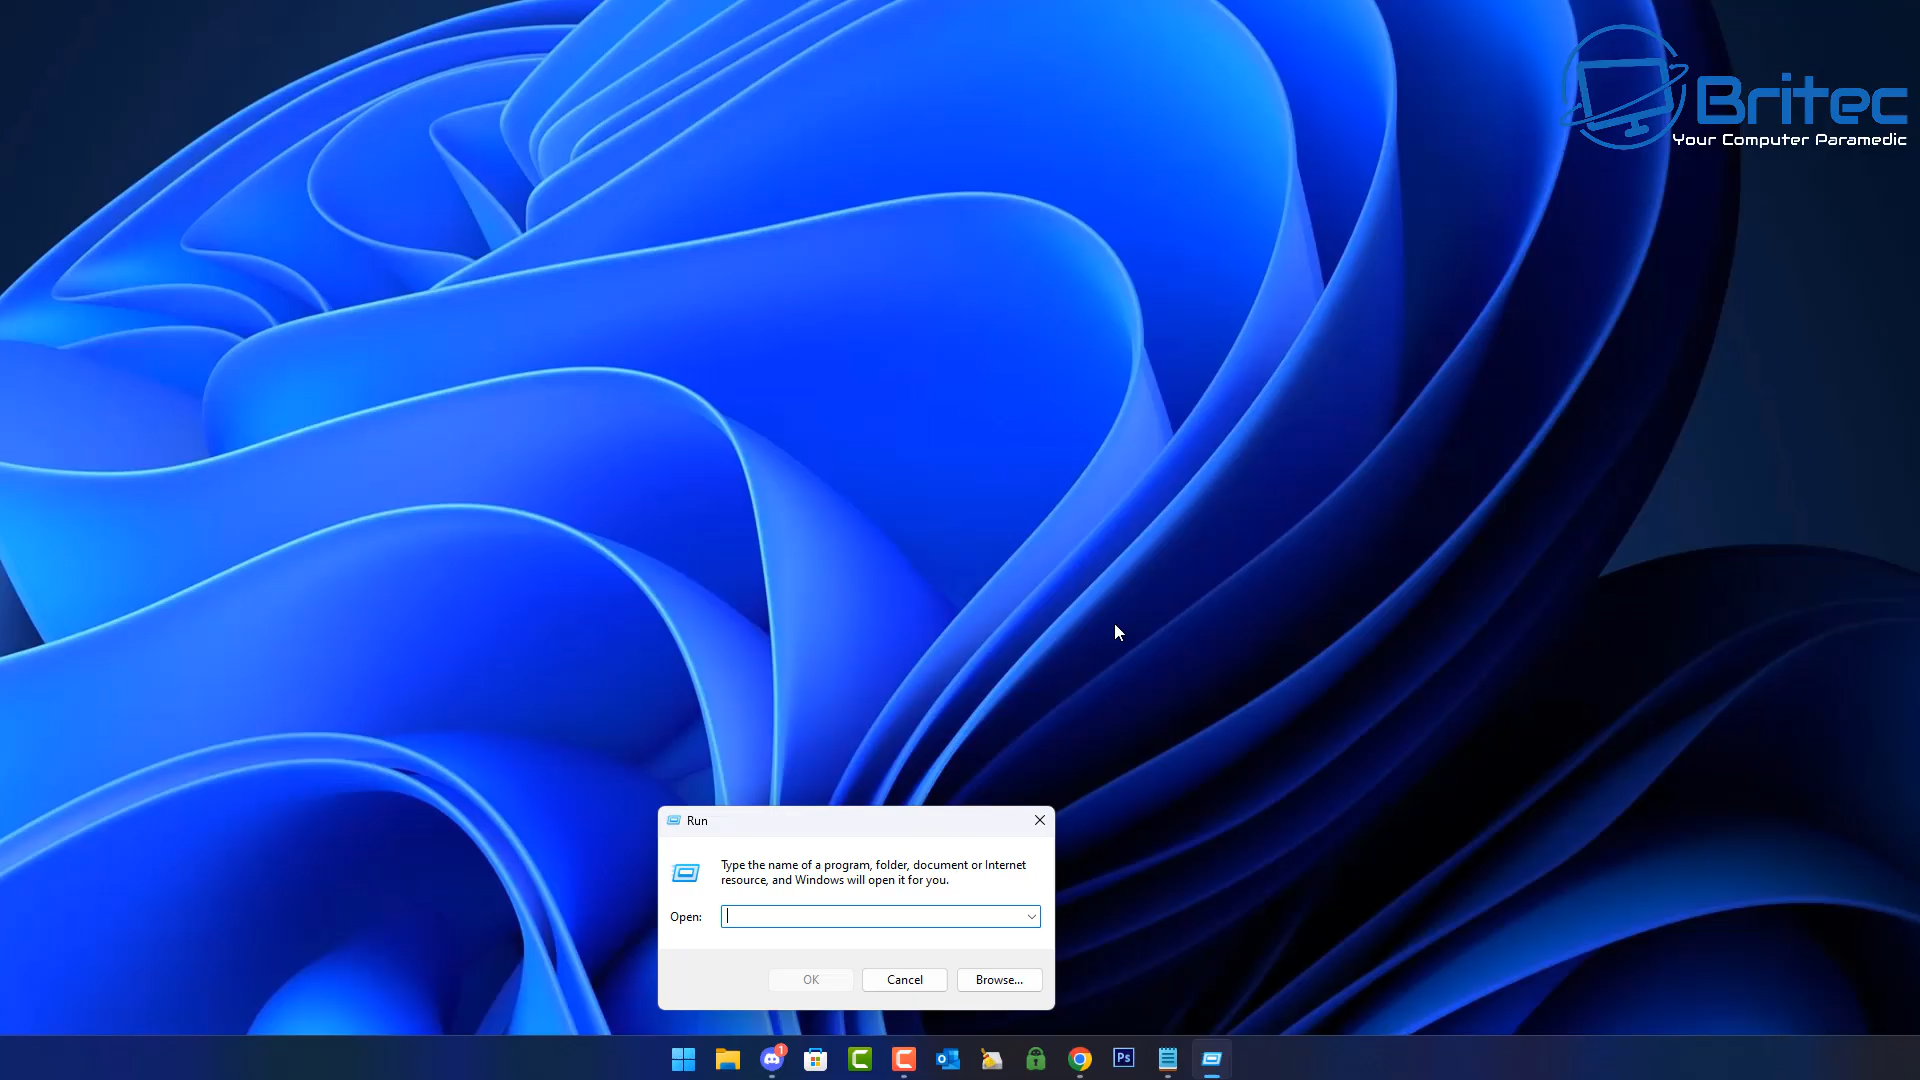 Britec
Your Computer Paramedic
Run
Type the name of a program, folder, document or Internet
resource, and Windows will open it for you.
Open:
OK
Cancel
Browse...
1
Ps